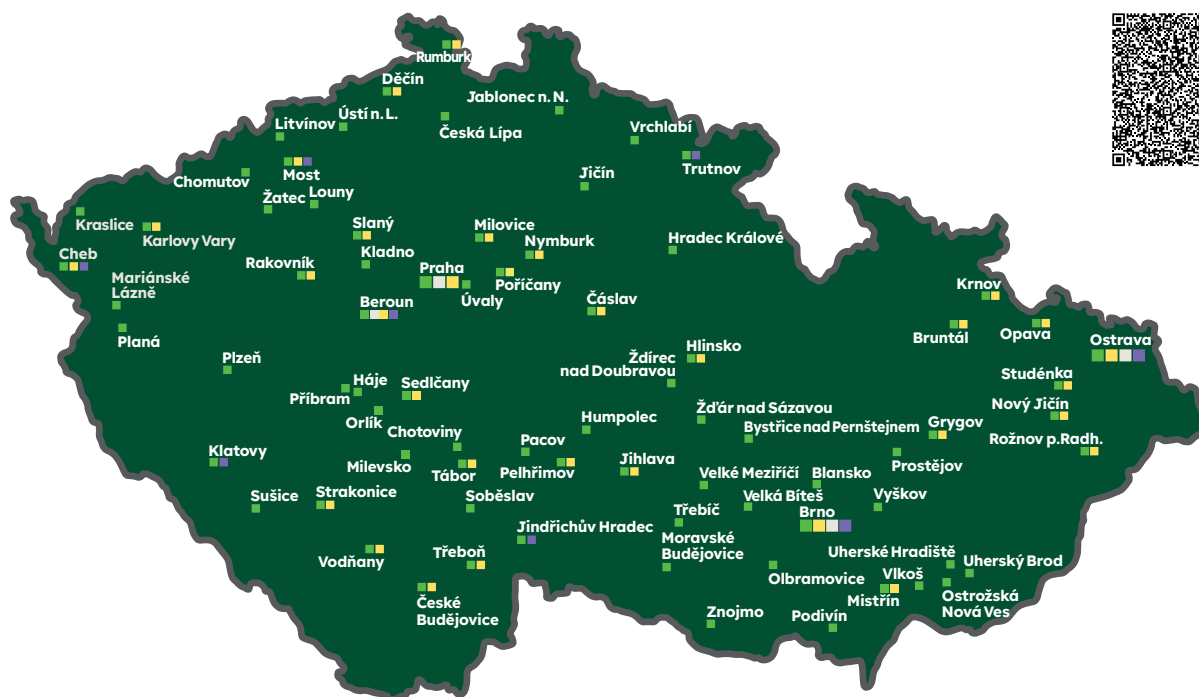 Rumburk
Děčín
Jablonec n. N.
Ústí n. L.
Litvínov
Česká Lípa
Vrchlabí
Most
Trutnov
Chomutov
Jičín
Žatec
Louny
Kraslice
Slaný
Milovice
Karlovy Vary
Nymburk
Hradec Králové
Cheb
Kladno
Rakovník
Praha
Mariánské
Lázně
Poříčany
Krnov
Úvaly
Beroun
Čáslav
Planá
Bruntál
Opava
Ostrava
Hlinsko
Plzeň
Ždírec
nad Doubravou
Studénka
Háje
Sedlčany
Příbram
Nový Jičín
Žďár nad Sázavou
Humpolec
Orlík
Bystřice nad Pernštejnem
Grygov
Chotoviny
Rožnov p.Radh.
Pacov
Klatovy
Milevsko
Tábor
Pelhřimov
Jihlava
Prostějov
Velké Meziříčí
Blansko
Sušice
Strakonice
Soběslav
Velká Bíteš
Vyškov
Třebíč
Brno
Jindřichův Hradec
Moravské
Budějovice
Uherské Hradiště
Třeboň
Vodňany
Uherský Brod
Vlkoš
Olbramovice
České
Budějovice
Mistřín
Ostrožská
Nová Ves
Znojmo
Podivín